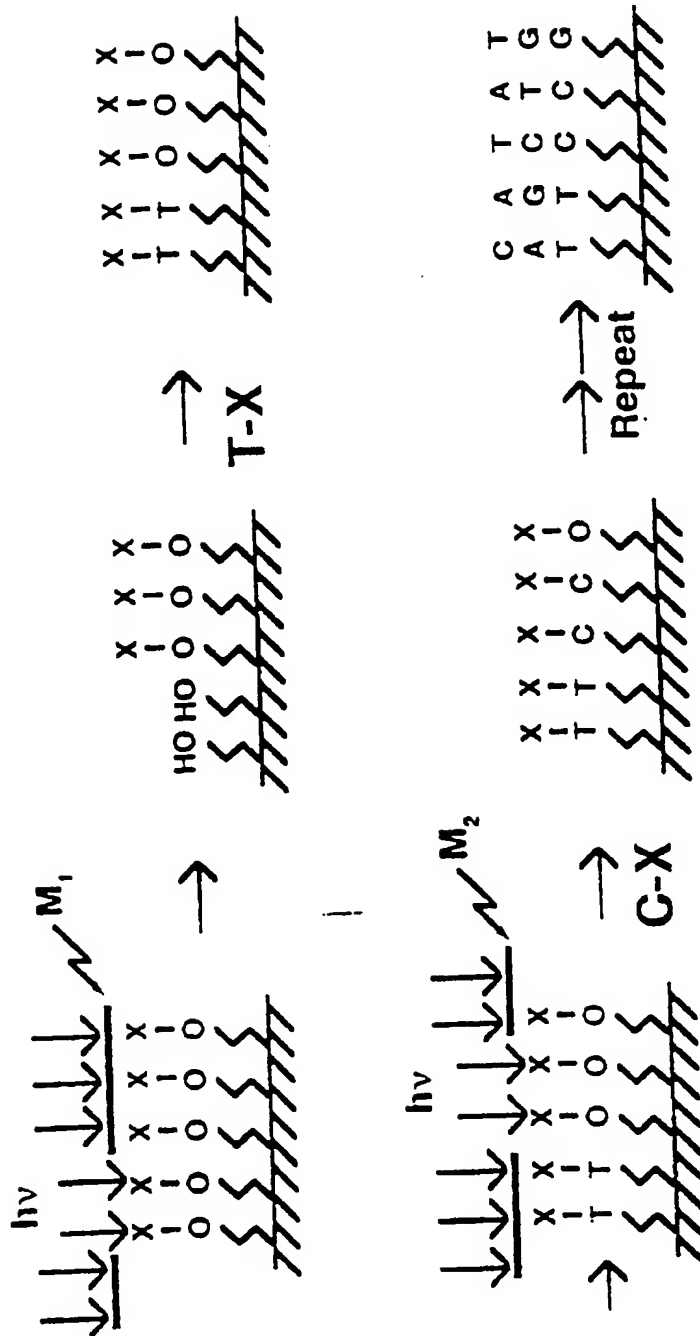 hν
M₁
X X X X X
O O O O O
X X X
HO HO O O O
T-X
X X X X X
T T O O O
hν
M₂
X X X X X
T T O O O
C-X
X X X X X
T T C C O
Repeat
C A T A T
A G C T G
T T C C G